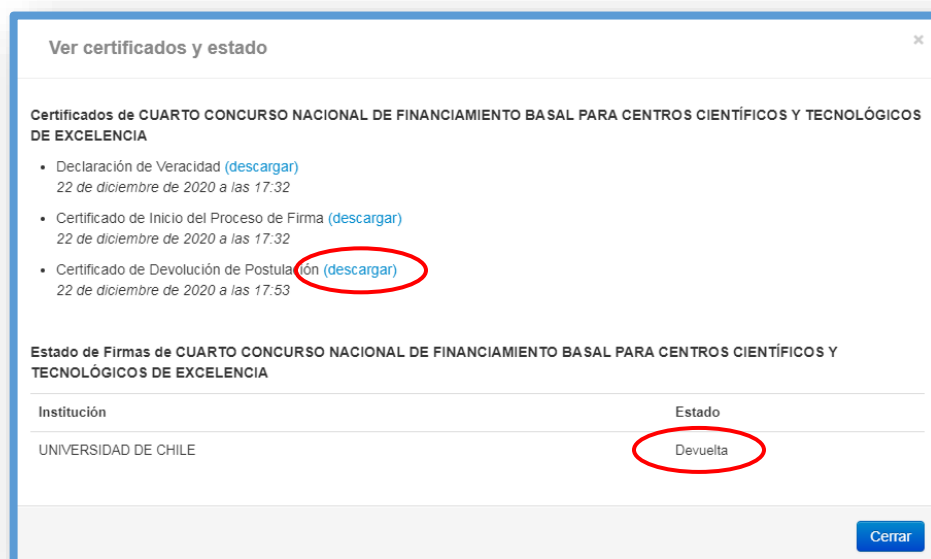 Ver certificados y estado
×
Certificados de CUARTO CONCURSO NACIONAL DE FINANCIAMIENTO BASAL PARA CENTROS CIENTÍFICOS Y TECNOLÓGICOS
DE EXCELENCIA
• Declaración de Veracidad (descargar)
22 de diciembre de 2020 a las 17:32
• Certificado de Inicio del Proceso de Firma (descargar)
22 de diciembre de 2020 a las 17:32
• Certificado de Devolución de Postulación (descargar)
22 de diciembre de 2020 a las 17:53
Estado de Firmas de CUARTO CONCURSO NACIONAL DE FINANCIAMIENTO BASAL PARA CENTROS CIENTÍFICOS Y
TECNOLÓGICOS DE EXCELENCIA
Institución Estado
UNIVERSIDAD DE CHILE Devuelta
Cerrar